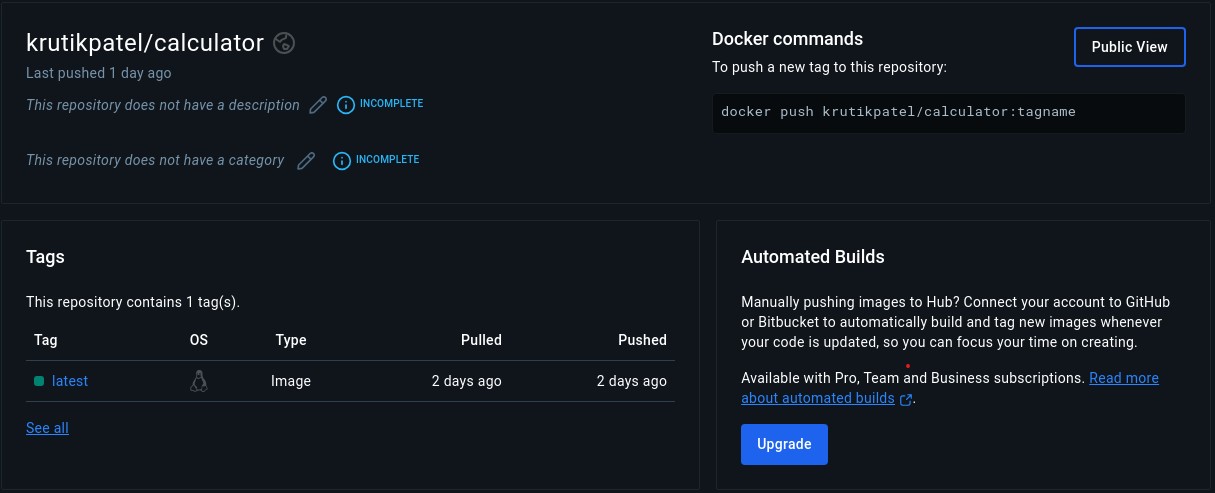 krutikpatel/calculator
Last pushed 1 day ago
This repository does not have a description INCOMPLETE
This repository does not have a category INCOMPLETE
Docker commands
To push a new tag to this repository:
Public View
docker push krutikpatel/calculator:tagname
Tags
This repository contains 1 tag(s).
Tag OS Type Pulled Pushed
latest Image 2 days ago 2 days ago
See all
Automated Builds
Manually pushing images to Hub? Connect your account to GitHub
or Bitbucket to automatically build and tag new images whenever
your code is updated, so you can focus your time on creating.
Available with Pro, Team and Business subscriptions. Read more
about automated builds .
Upgrade